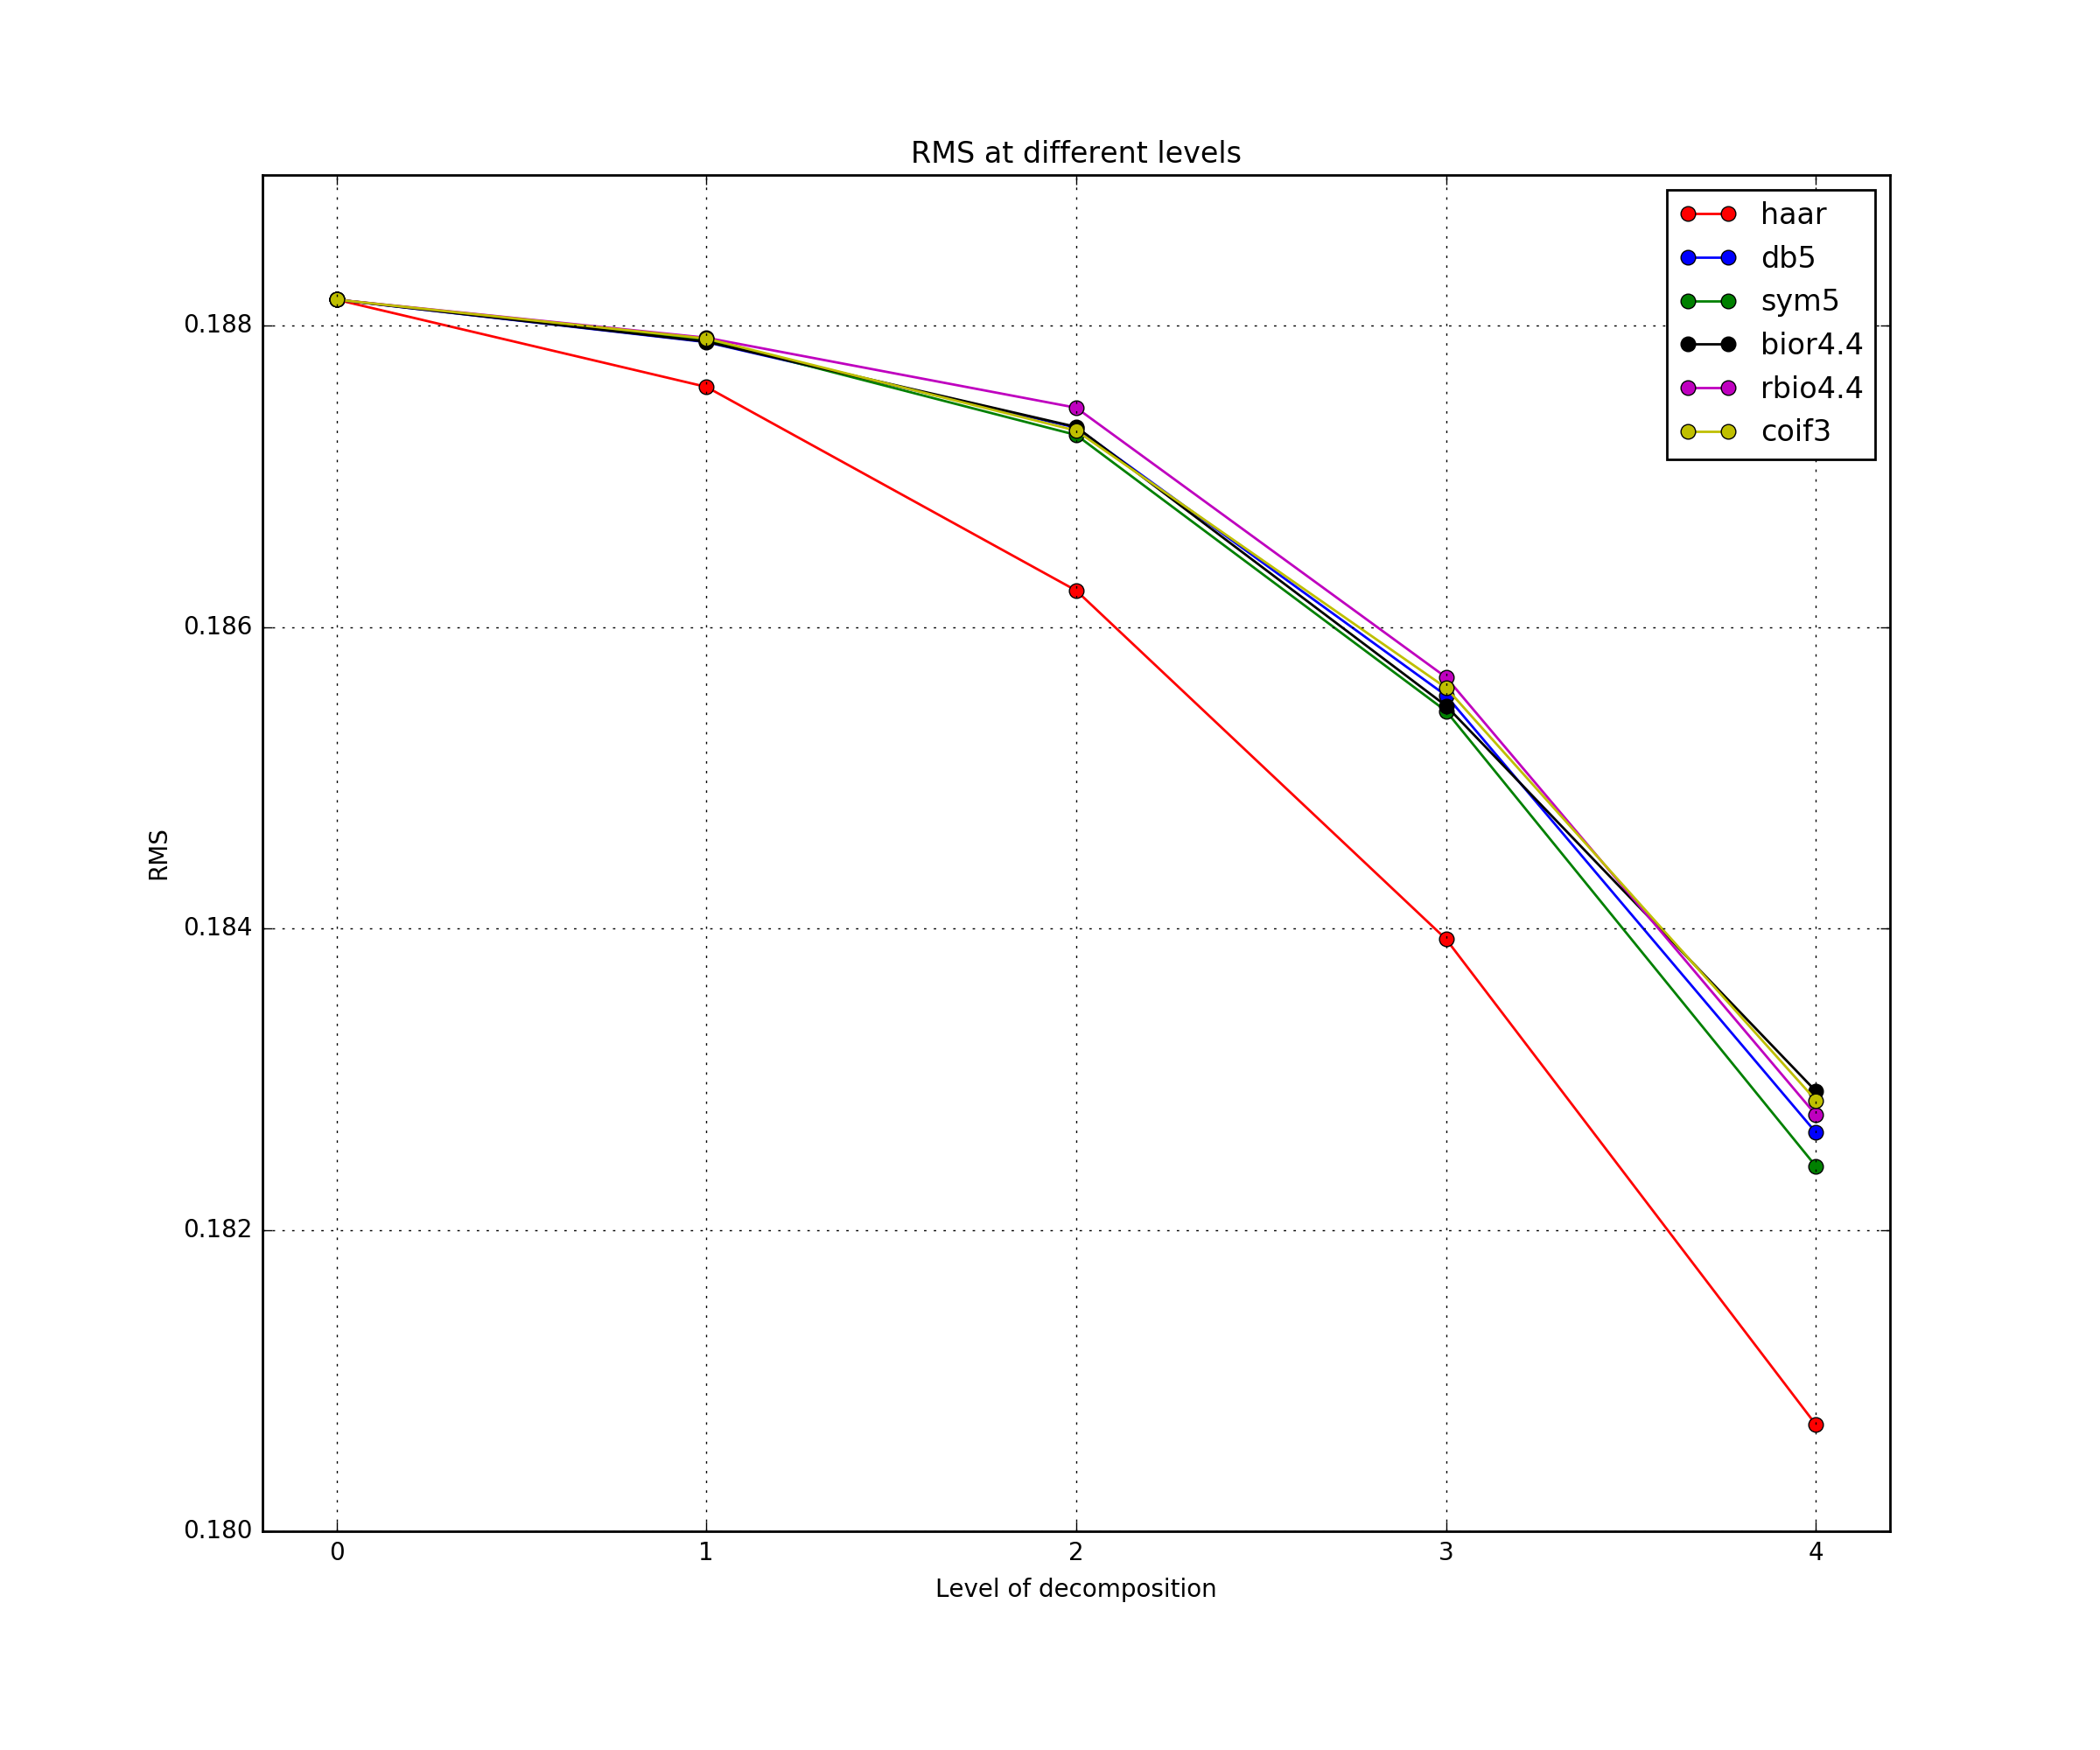 RMS at different levels
haar
db5
sym5
bior4.4
rbio4.4
coif3
0.188
0.186
0.184
0.182
0.180
RMS
0 1 2 3 4
Level of decomposition